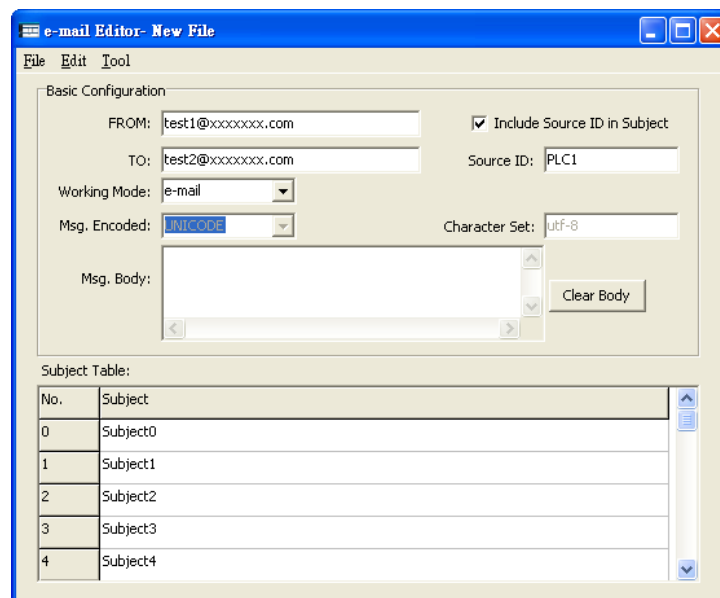 e-mail Editor- New File
File Edit Tool
Basic Configuration
FROM: test1@xxxxxxx.com Include Source ID in Subject
TO: test2@xxxxxxx.com Source ID: PLC1
Working Mode: e-mail
Msg. Encoded: UNICODE Character Set: utf-8
Msg. Body:
Clear Body
Subject Table:
No. Subject
0 Subject0
1 Subject1
2 Subject2
3 Subject3
4 Subject4